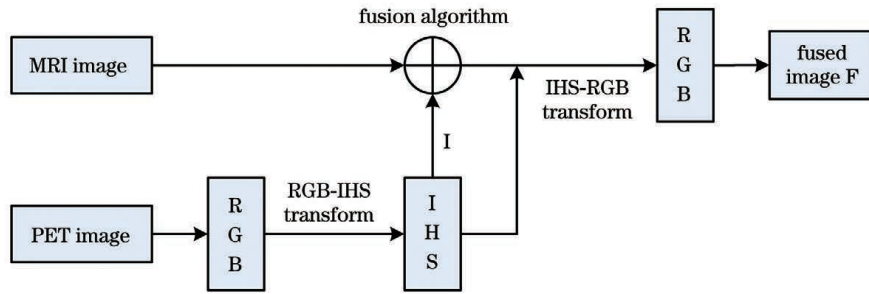 fusion algorithm
MRI image
R
G
B
fused
image F
IHS-RGB
transform
I
PET image
R
G
B
RGB-IHS
transform
I
H
S